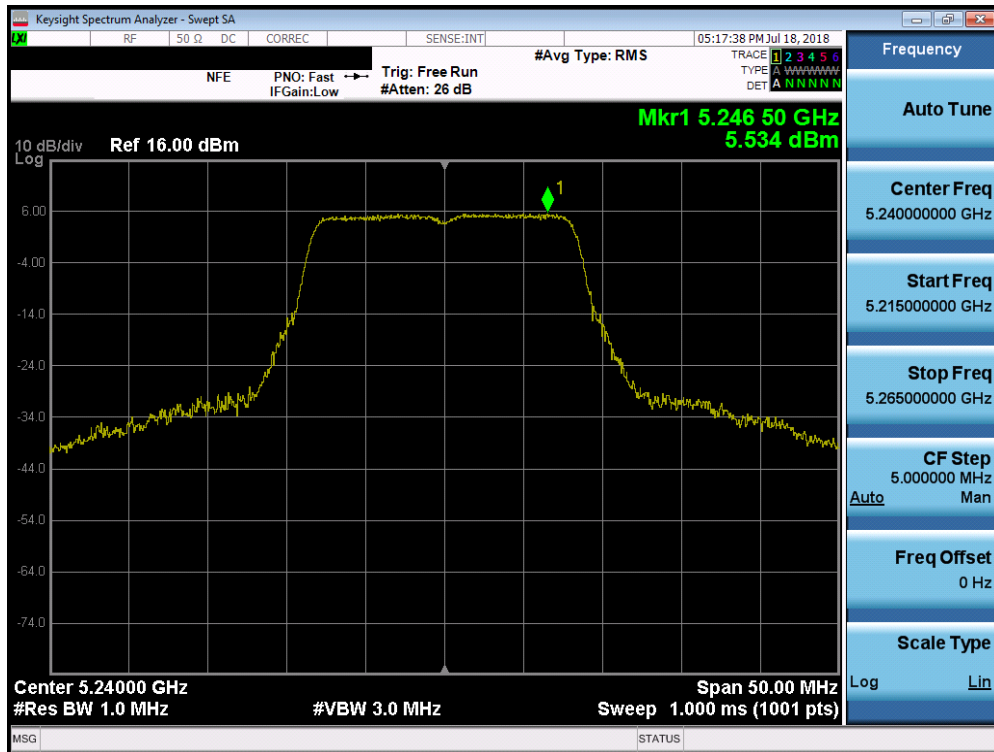 Keysight Spectrum Analyzer - Swept SA
LXI
RF 50 Ω DC CORREC SENSE:INT 05:17:38 PM Jul 18, 2018
NFE PNO: Fast IFGain:Low Trig: Free Run #Atten: 26 dB #Avg Type: RMS
TRACE 1 2 3 4 5 6
TYPE A WWWWW
DET A N N N N N
Mkr1 5.246 50 GHz
5.534 dBm
10 dB/div Ref 16.00 dBm
Log
1
6.00
-4.00
-14.0
-24.0
-34.0
-44.0
-54.0
-64.0
-74.0
Center 5.24000 GHz Span 50.00 MHz
#Res BW 1.0 MHz #VBW 3.0 MHz Sweep 1.000 ms (1001 pts)
MSG STATUS
Frequency
Auto Tune
Center Freq
5.240000000 GHz
Start Freq
5.215000000 GHz
Stop Freq
5.265000000 GHz
CF Step
5.000000 MHz
Auto Man
Freq Offset
0 Hz
Scale Type
Log Lin